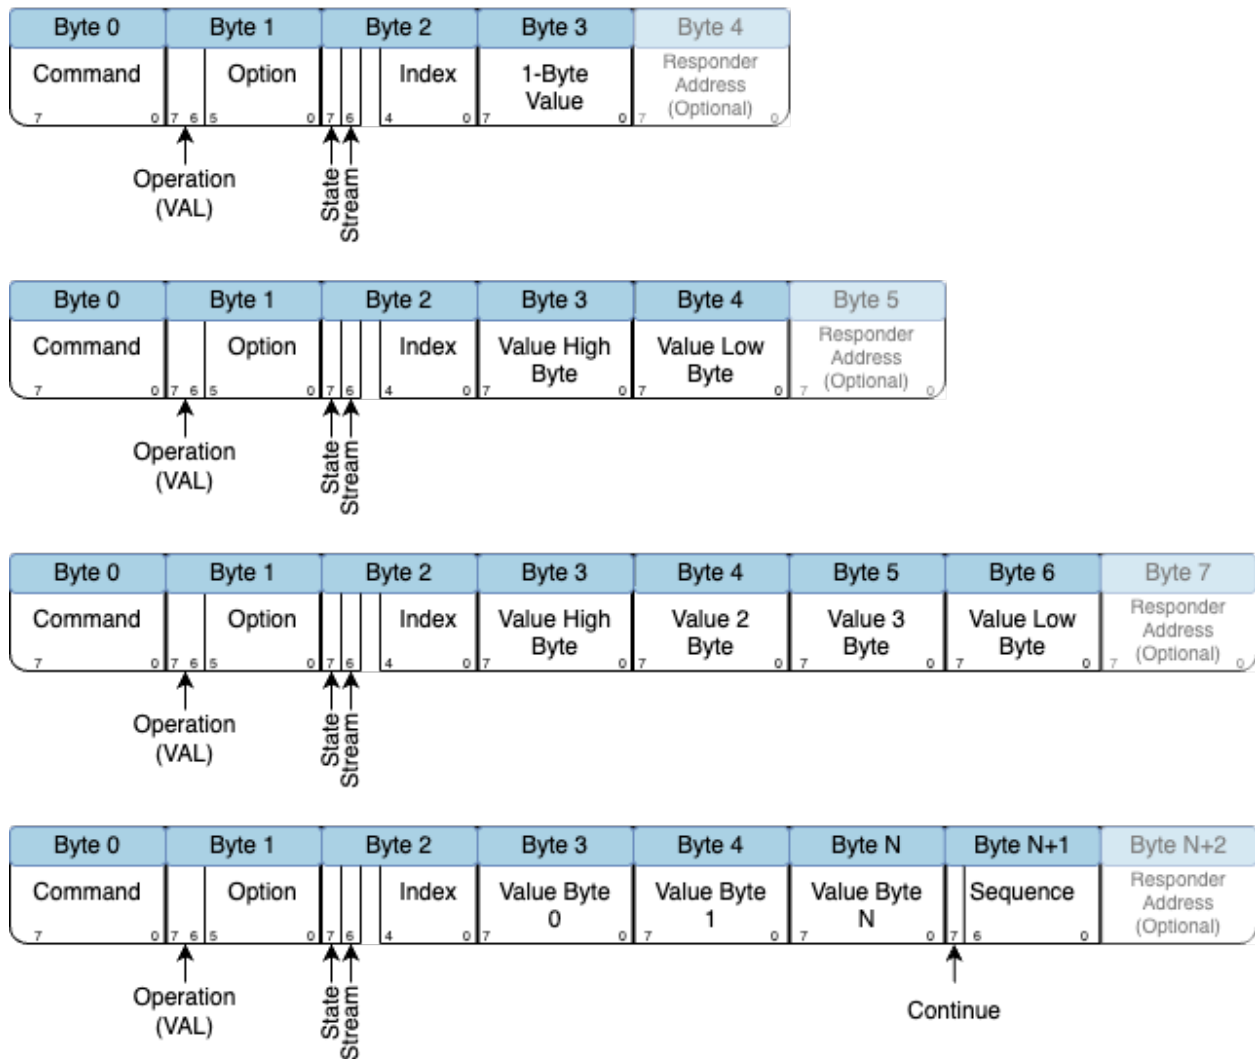 Byte 0 Byte 1 Byte 2 Byte 3 Byte 4
Command Option Index 1-Byte Value Responder Address (Optional)
7 0 7 6 5 0 7 6 4 0 7 0 7 0
Operation (VAL)
State
Stream
Byte 0 Byte 1 Byte 2 Byte 3 Byte 4 Byte 5
Command Option Index Value High Byte Value Low Byte Responder Address (Optional)
7 0 7 6 5 0 7 6 4 0 7 0 7 0 7 0
Operation (VAL)
State
Stream
Byte 0 Byte 1 Byte 2 Byte 3 Byte 4 Byte 5 Byte 6 Byte 7
Command Option Index Value High Byte Value 2 Byte Value 3 Byte Value Low Byte Responder Address (Optional)
7 0 7 6 5 0 7 6 4 0 7 0 7 0 7 0 7 0 7 0
Operation (VAL)
State
Stream
Byte 0 Byte 1 Byte 2 Byte 3 Byte 4 Byte N Byte N+1 Byte N+2
Command Option Index Value Byte 0 Value Byte 1 Value Byte N Sequence Responder Address (Optional)
7 0 7 6 5 0 7 6 4 0 7 0 7 0 7 0 7 6 0
Operation (VAL)
State
Stream
Continue